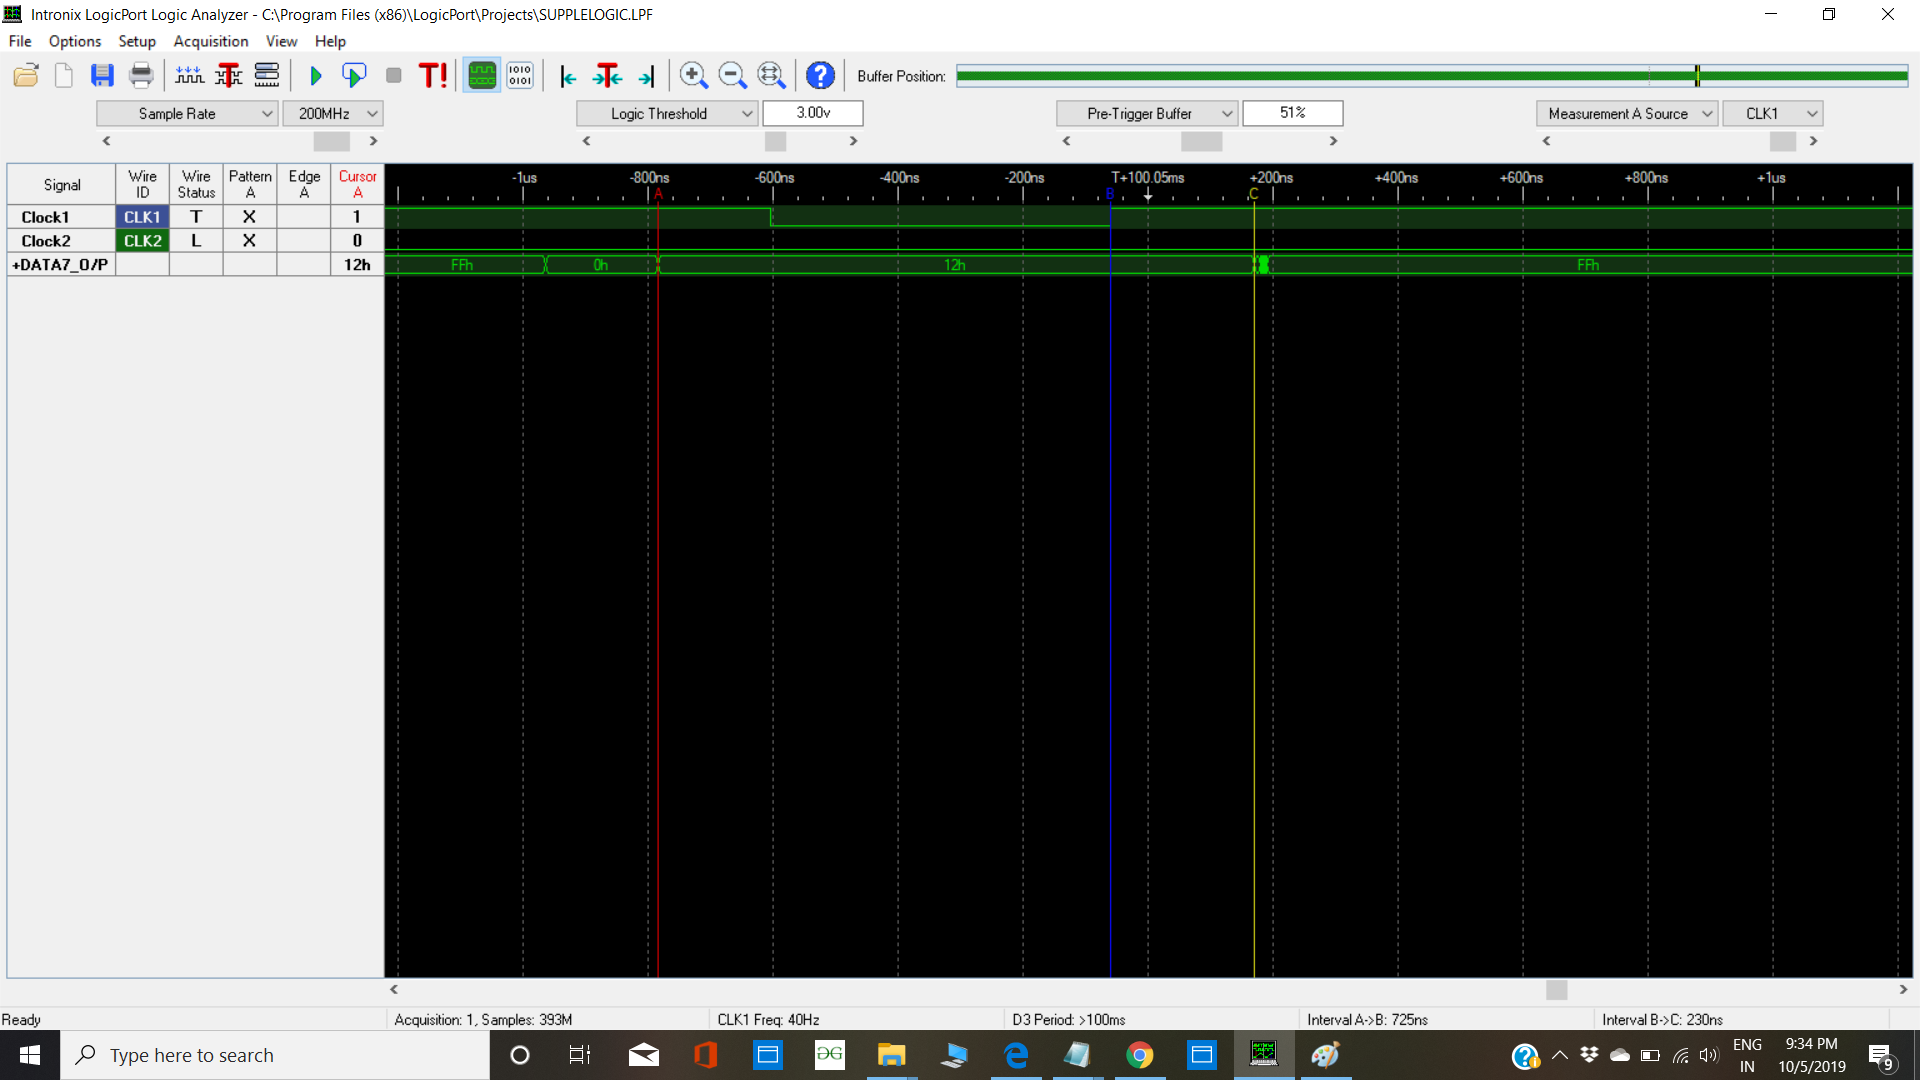 Intronix LogicPort Logic Analyzer - C:\Program Files (x86)\LogicPort\Projects\SUPPLELOGIC.LPF
File Options Setup Acquisition View Help
T! 1010 0101 ? Buffer Position:
Sample Rate 200MHz Logic Threshold 3.00v Pre-Trigger Buffer 51% Measurement A Source CLK1
Signal Wire ID Wire Status Pattern A Edge A Cursor A
-1us -800ns -600ns -400ns -200ns T+100.05ms +200ns +400ns +600ns +800ns +1us
A B C
Clock1 CLK1 T X 1
Clock2 CLK2 L X 0
+DATA7_O/P 12h FFh 0h 12h FFh
Ready Acquisition: 1, Samples: 393M CLK1 Freq: 40Hz D3 Period: >100ms Interval A->B: 725ns Interval B->C: 230ns
Type here to search
ENG
IN
9:34 PM
10/5/2019
9